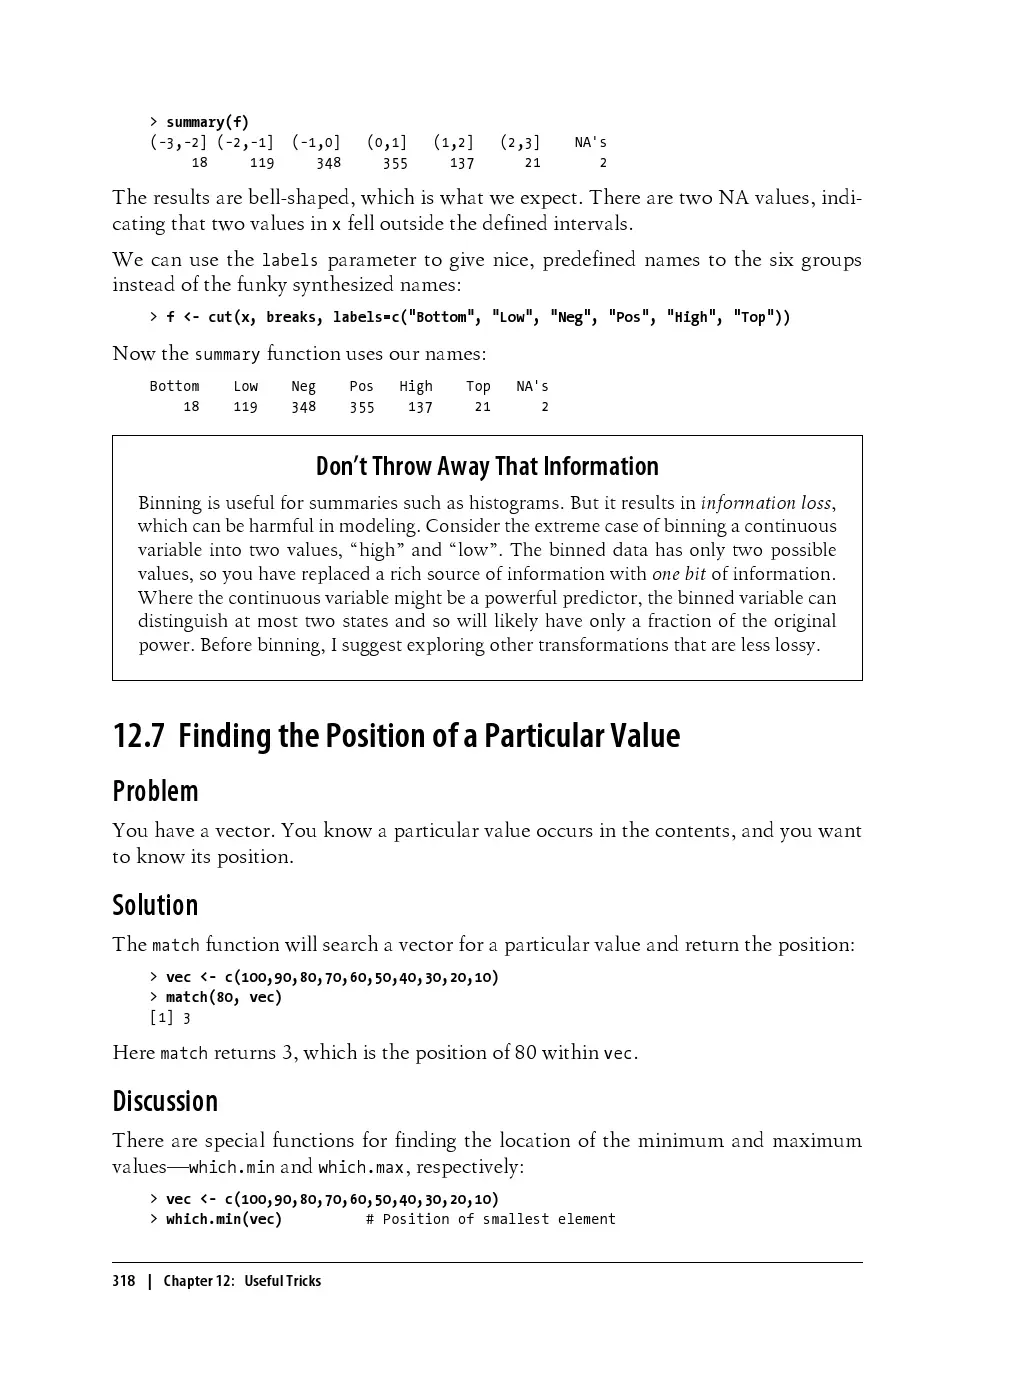 > summary(f)
(-3,-2] (-2,-1]  (-1,0]   (0,1]   (1,2]   (2,3]    NA's
     18     119     348     355     137      21       2
The results are bell-shaped, which is what we expect. There are two NA values, indi-
cating that two values in x fell outside the defined intervals.
We can use the labels parameter to give nice, predefined names to the six groups
instead of the funky synthesized names:
> f <- cut(x, breaks, labels=c("Bottom", "Low", "Neg", "Pos", "High", "Top"))
Now the summary function uses our names:
Bottom    Low    Neg    Pos   High    Top   NA's
    18    119    348    355    137     21      2
Don’t Throw Away That Information
Binning is useful for summaries such as histograms. But it results in information loss,
which can be harmful in modeling. Consider the extreme case of binning a continuous
variable into two values, “high” and “low”. The binned data has only two possible
values, so you have replaced a rich source of information with one bit of information.
Where the continuous variable might be a powerful predictor, the binned variable can
distinguish at most two states and so will likely have only a fraction of the original
power. Before binning, I suggest exploring other transformations that are less lossy.
12.7 Finding the Position of a Particular Value
Problem
You have a vector. You know a particular value occurs in the contents, and you want
to know its position.
Solution
The match function will search a vector for a particular value and return the position:
> vec <- c(100,90,80,70,60,50,40,30,20,10)
> match(80, vec)
[1] 3
Here match returns 3, which is the position of 80 within vec.
Discussion
There are special functions for finding the location of the minimum and maximum
values—which.min and which.max, respectively:
> vec <- c(100,90,80,70,60,50,40,30,20,10)
> which.min(vec)          # Position of smallest element
318 | Chapter 12: Useful Tricks